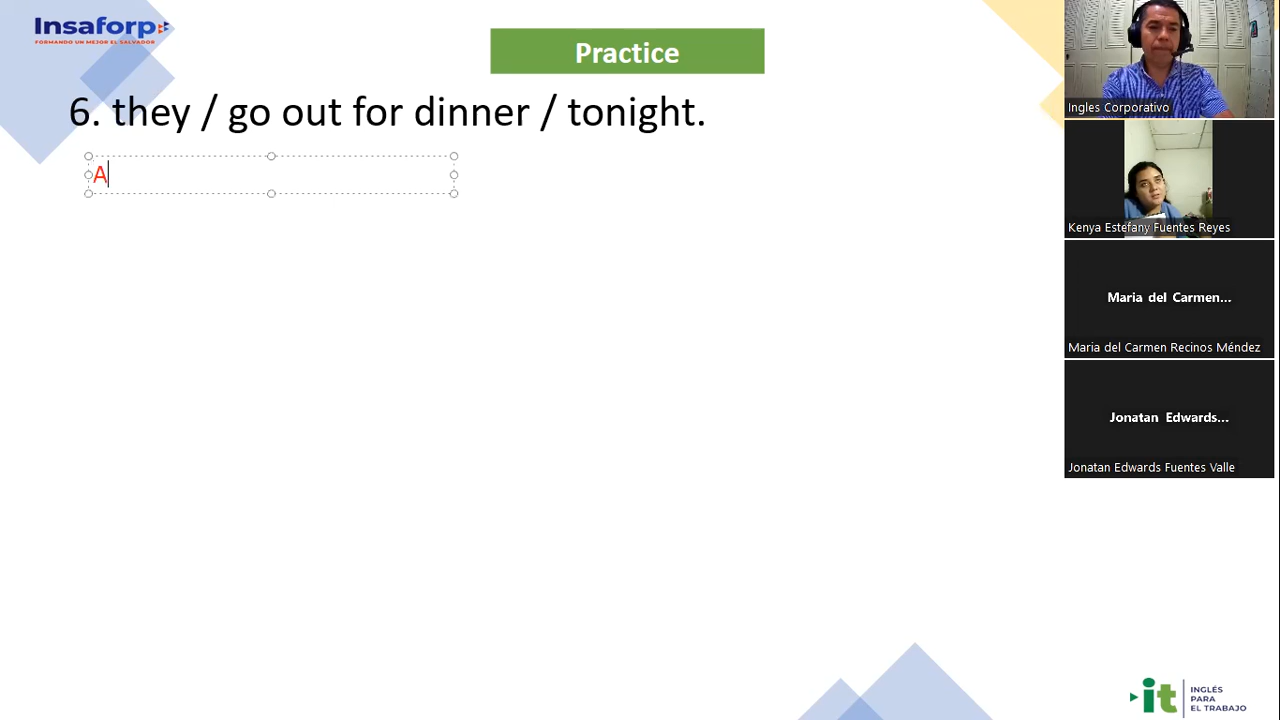 Insaforp
FORMANDO UN MEJOR EL SALVADOR
Practice
6. they / go out for dinner / tonight.
A
Ingles Corporativo
Kenya Estefany Fuentes Reyes
Maria del Carmen...
Maria del Carmen Recinos Méndez
Jonatan Edwards...
Jonatan Edwards Fuentes Valle
it
INGLÉS
PARA
EL TRABAJO